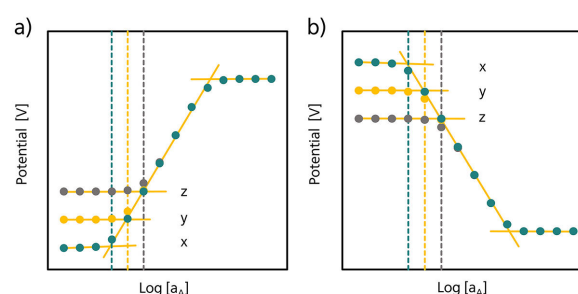 a)
Potential [V]
z
y
x
Log [aA]
b)
Potential [V]
x
y
z
Log [aA]